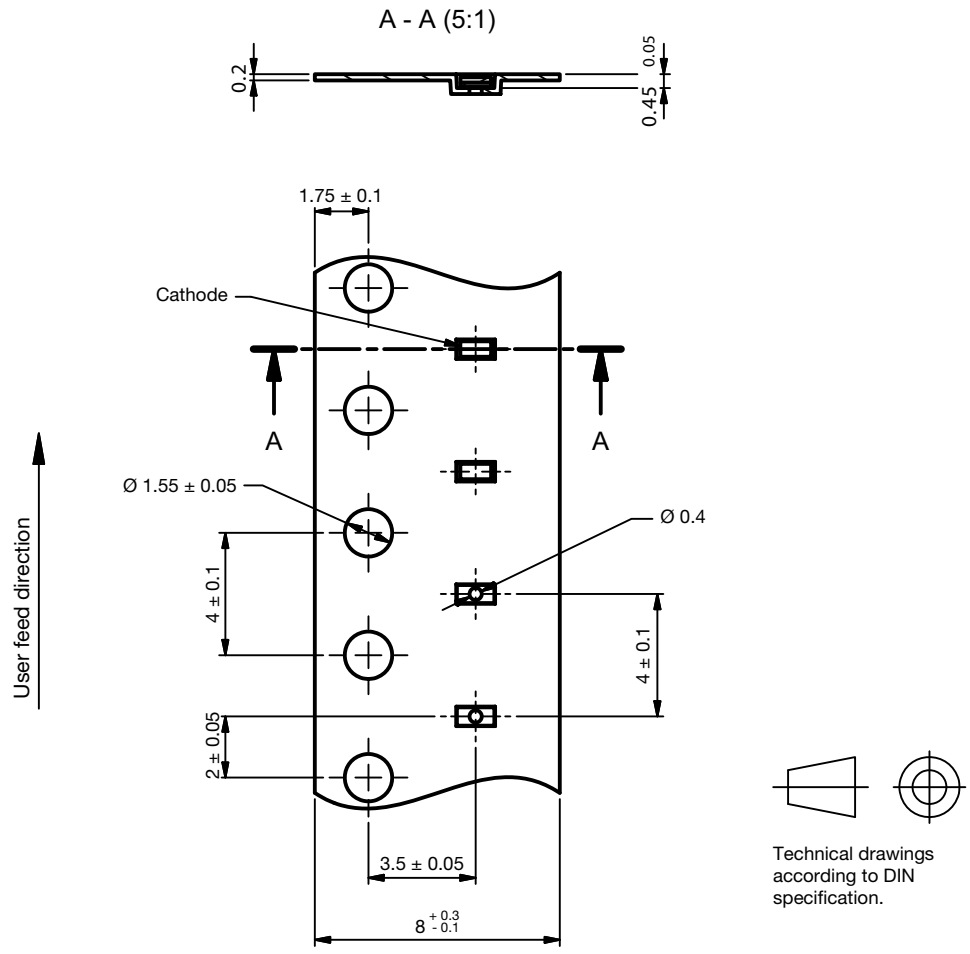 A - A (5:1)
0.2
0.05
0.45
1.75 ± 0.1
Cathode
A
A
Ø 1.55 ± 0.05
Ø 0.4
User feed direction
4 ± 0.1
4 ± 0.1
2 ± 0.05
3.5 ± 0.05
8 + 0.3 - 0.1
Technical drawings
according to DIN
specification.